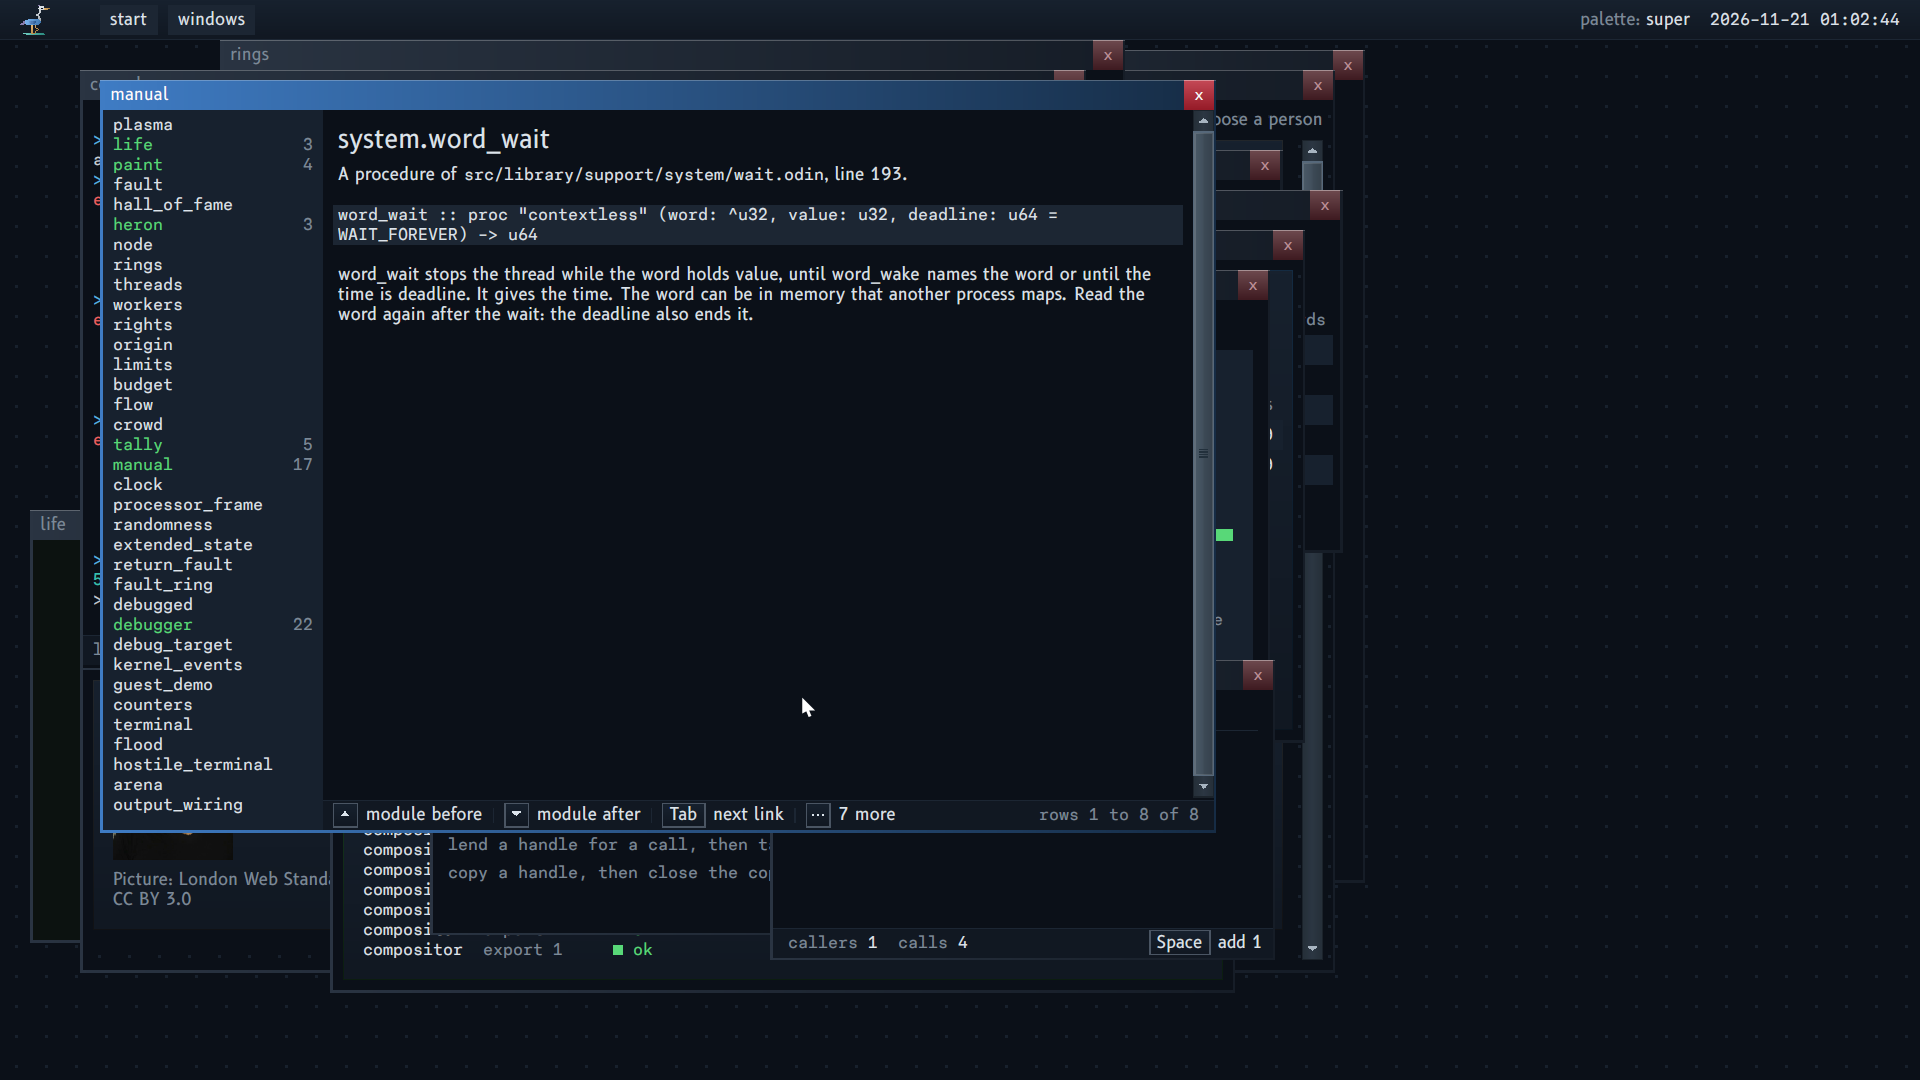 start
windows
palette: super
2026-11-21 01:02:44
rings
x
x
x
manual
x
ose a person
plasma
life 3
paint 4
fault
hall_of_fame
heron 3
node
rings
threads
workers
rights
origin
limits
budget
flow
crowd
tally 5
manual 17
clock
processor_frame
randomness
extended_state
return_fault
fault_ring
debugged
debugger 22
debug_target
kernel_events
guest_demo
counters
terminal
flood
hostile_terminal
arena
output_wiring
system.word_wait
A procedure of src/library/support/system/wait.odin, line 193.
word_wait :: proc "contextless" (word: ^u32, value: u32, deadline: u64 =
WAIT_FOREVER) -> u64
word_wait stops the thread while the word holds value, until word_wake names the word or until the
time is deadline. It gives the time. The word can be in memory that another process maps. Read the
word again after the wait: the deadline also ends it.
module before
module after
Tab next link
··· 7 more
rows 1 to 8 of 8
x
x
x
x
ds
x
life
Picture: London Web Standa
CC BY 3.0
composi
composi
composi
composi
composi
composi
compositor export 1 ok
lend a handle for a call, then t
copy a handle, then close the co
callers 1 calls 4
Space add 1